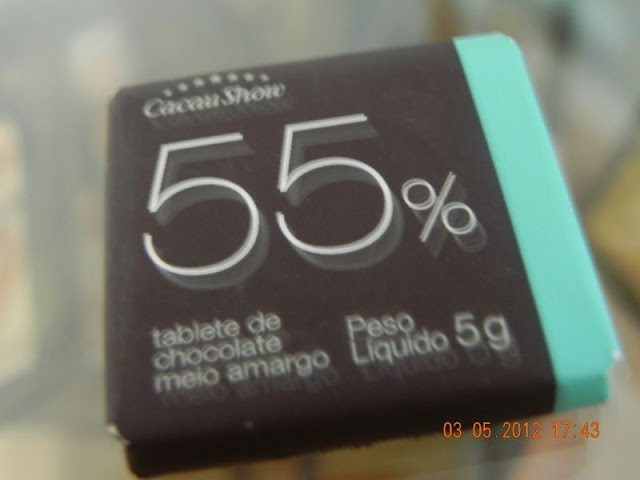 Cacau Show
55%
tablete de
chocolate
meio amargo
Peso
Líquido 5g
03 05 2012 17:43